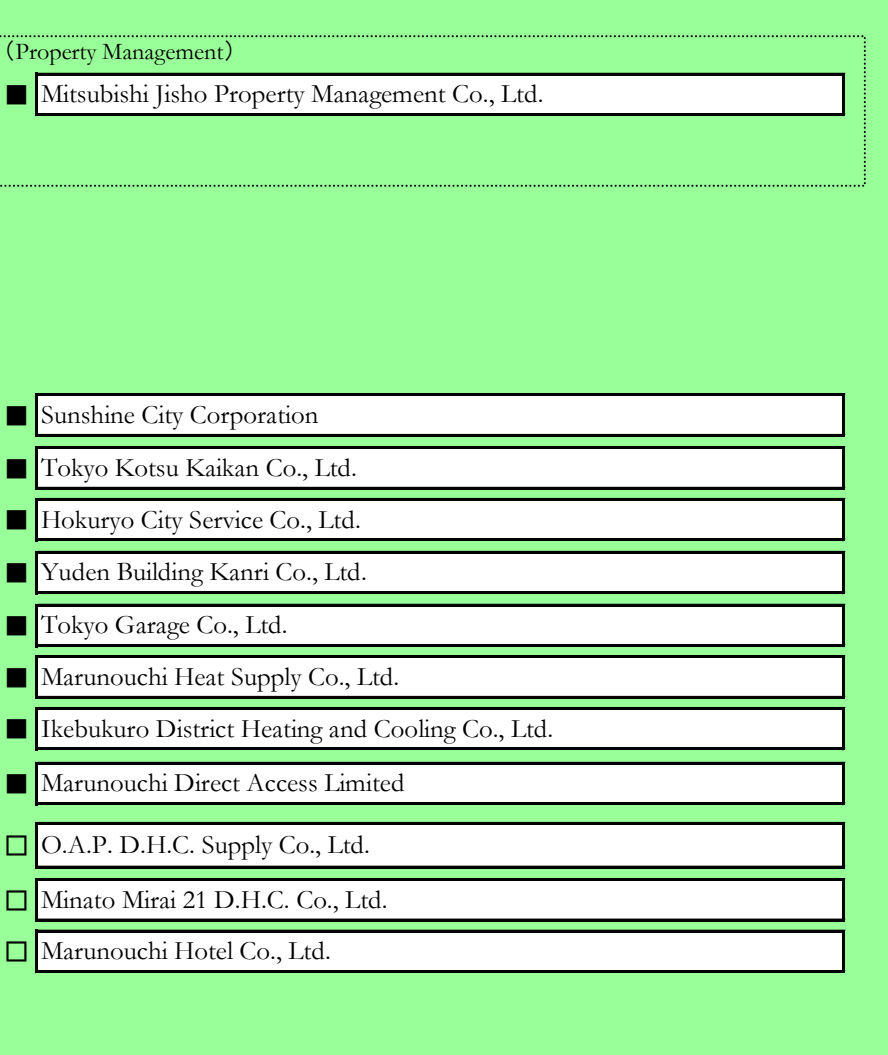 （Property Management）
■ Mitsubishi Jisho Property Management Co., Ltd.
■ Sunshine City Corporation
■ Tokyo Kotsu Kaikan Co., Ltd.
■ Hokuryo City Service Co., Ltd.
■ Yuden Building Kanri Co., Ltd.
■ Tokyo Garage Co., Ltd.
■ Marunouchi Heat Supply Co., Ltd.
■ Ikebukuro District Heating and Cooling Co., Ltd.
■ Marunouchi Direct Access Limited
□ O.A.P. D.H.C. Supply Co., Ltd.
□ Minato Mirai 21 D.H.C. Co., Ltd.
□ Marunouchi Hotel Co., Ltd.